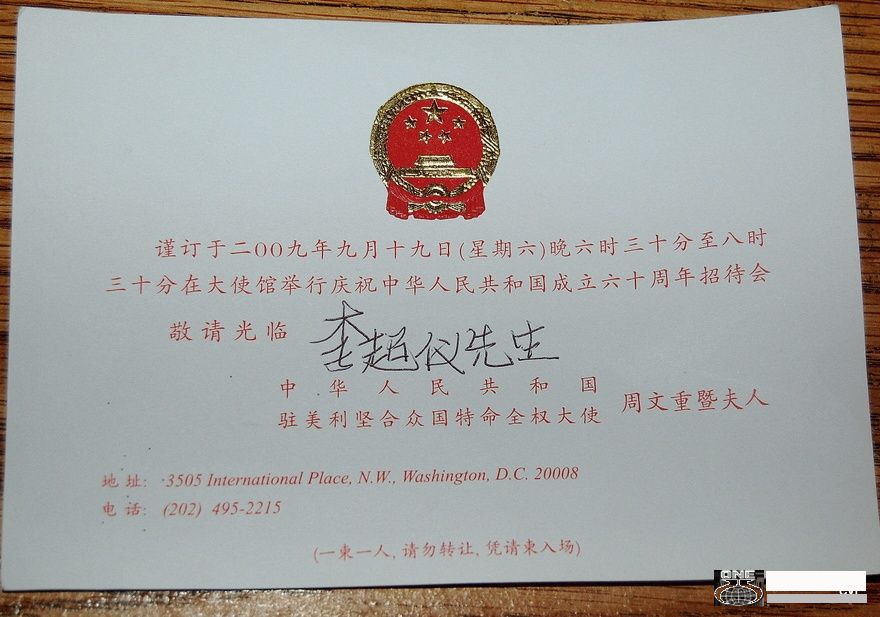 谨订于二OO九年九月十九日(星期六)晚六时三十分至八时
三十分在大使馆举行庆祝中华人民共和国成立六十周年招待会
敬请光临 李超仪先生
中华人民共和国
驻美利坚合众国特命全权大使 周文重暨夫人
地址: 3505 International Place, N.W., Washington, D.C. 20008
电话: (202) 495-2215
(一柬一人, 请勿转让, 凭请柬入场)
ONE